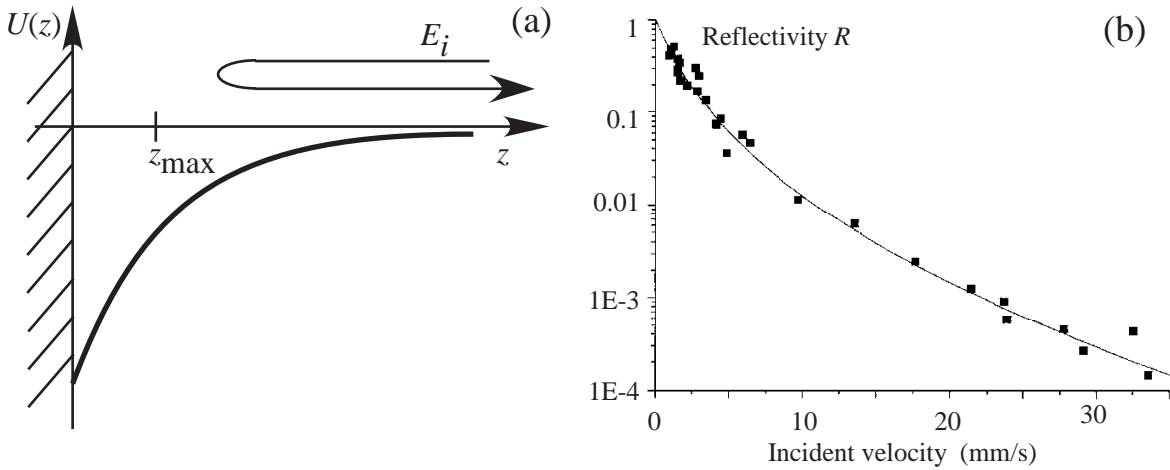 U(z)
(a)
E_i
z_max
z
(b)
Reflectivity R
1
0.1
0.01
1E-3
1E-4
0 10 20 30
Incident velocity (mm/s)